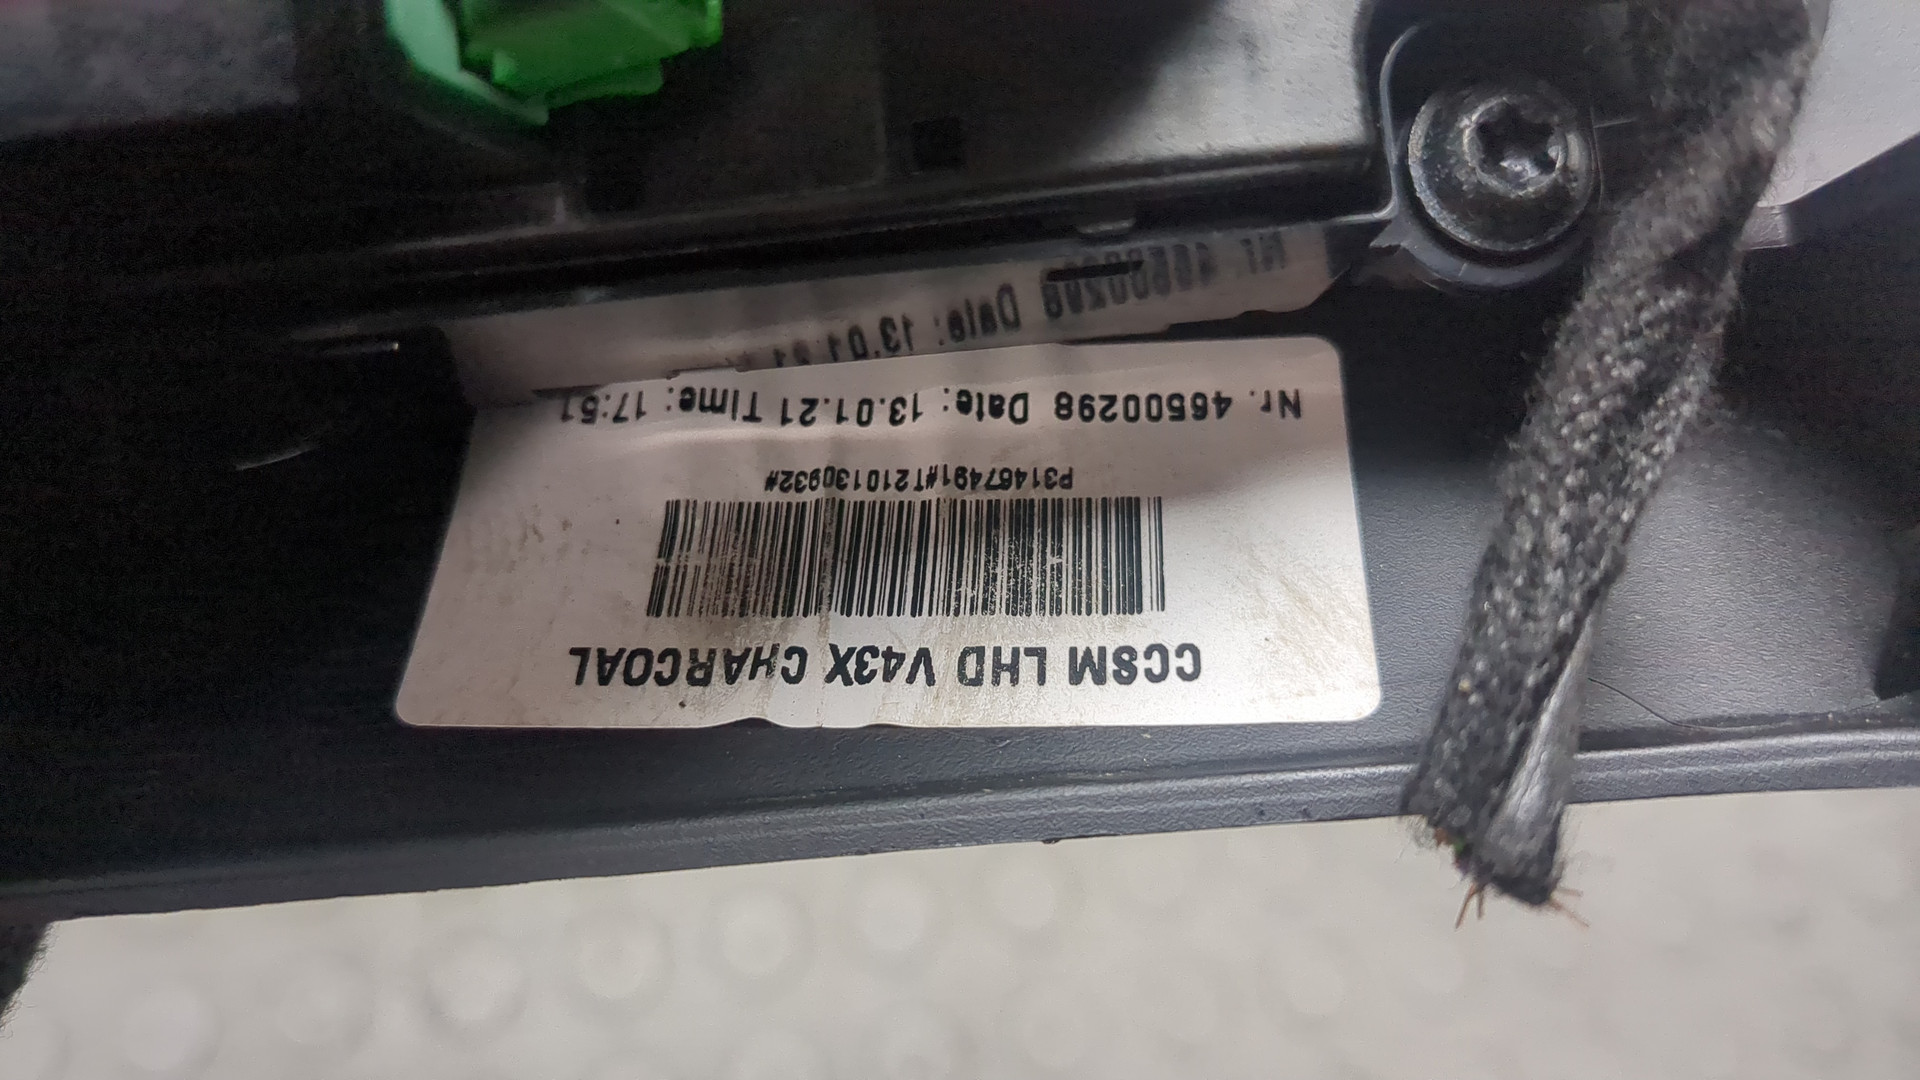 CCSM LHD V43X CHARCOAL
P31467491#T210130932#
Nr. 46500298 Date: 13.01.21 Time: 17:51